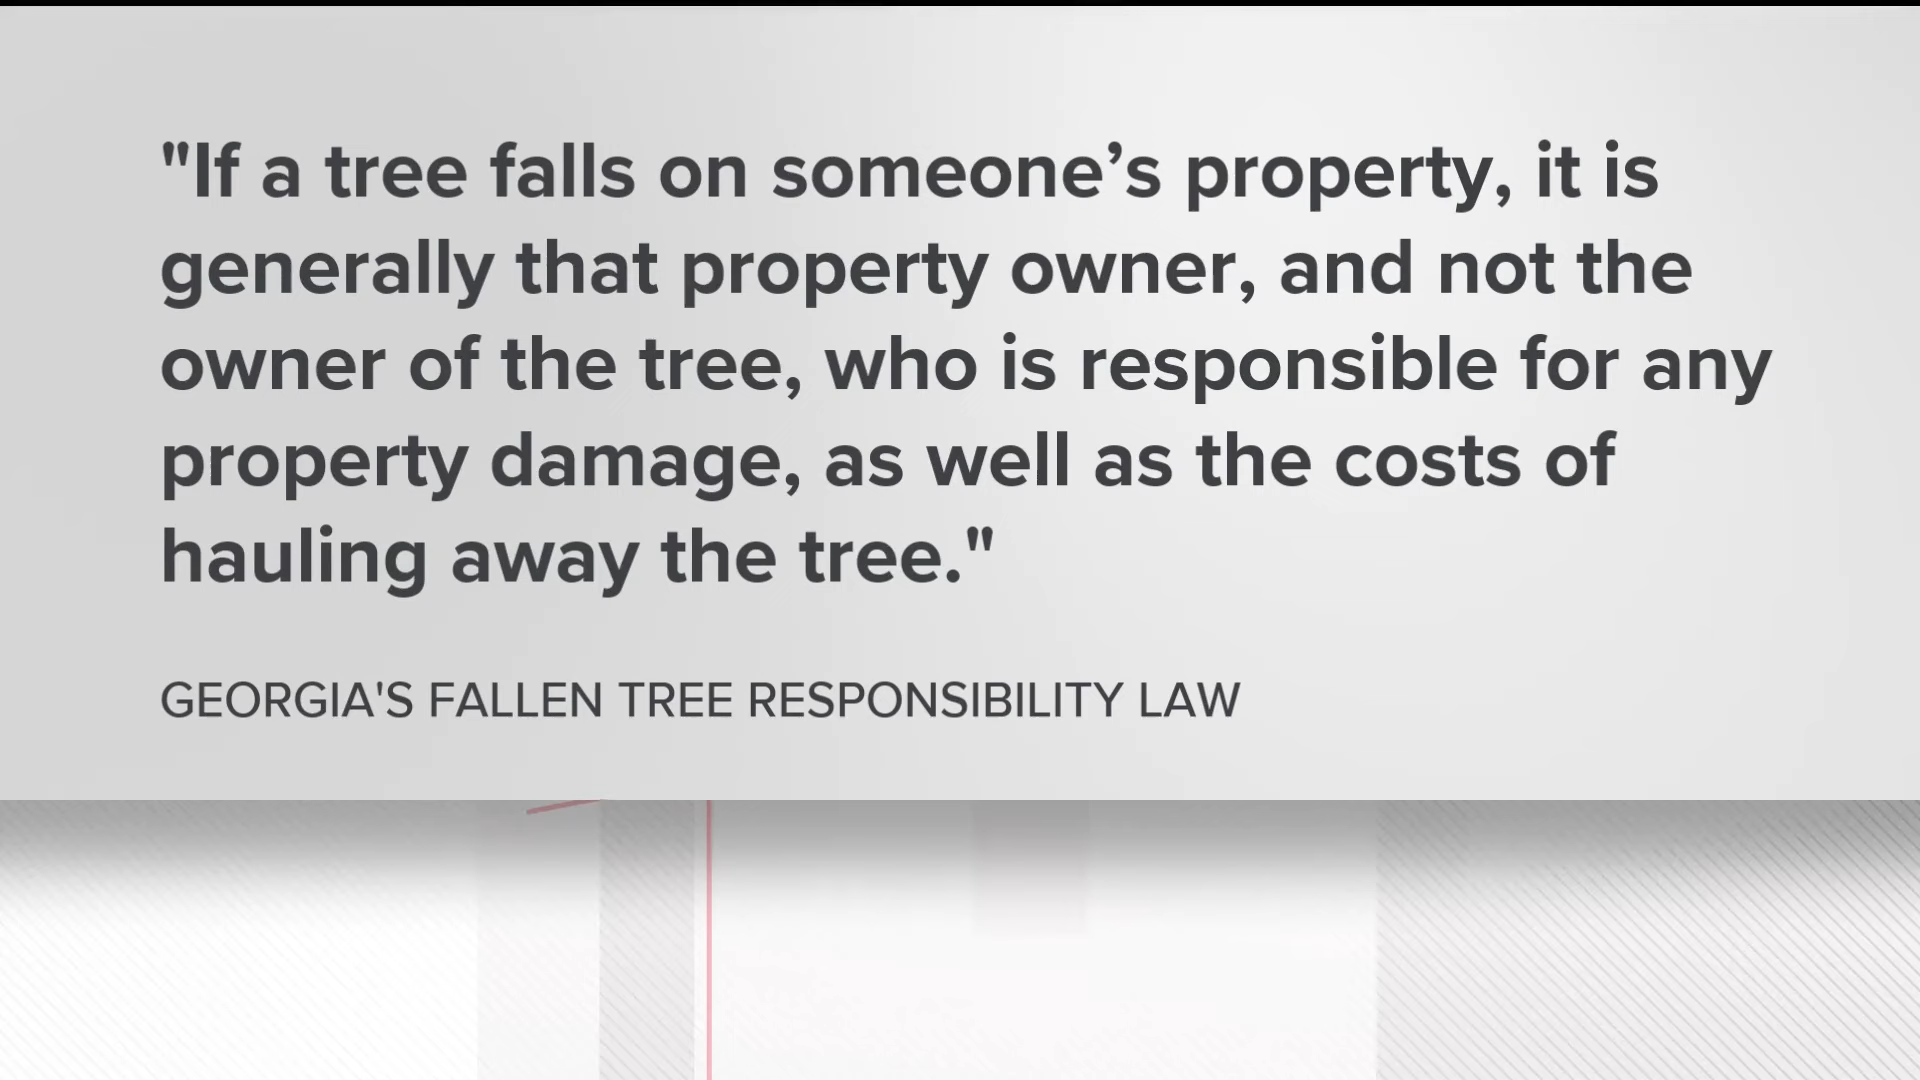 "If a tree falls on someone’s property, it is
generally that property owner, and not the
owner of the tree, who is responsible for any
property damage, as well as the costs of
hauling away the tree."
GEORGIA'S FALLEN TREE RESPONSIBILITY LAW